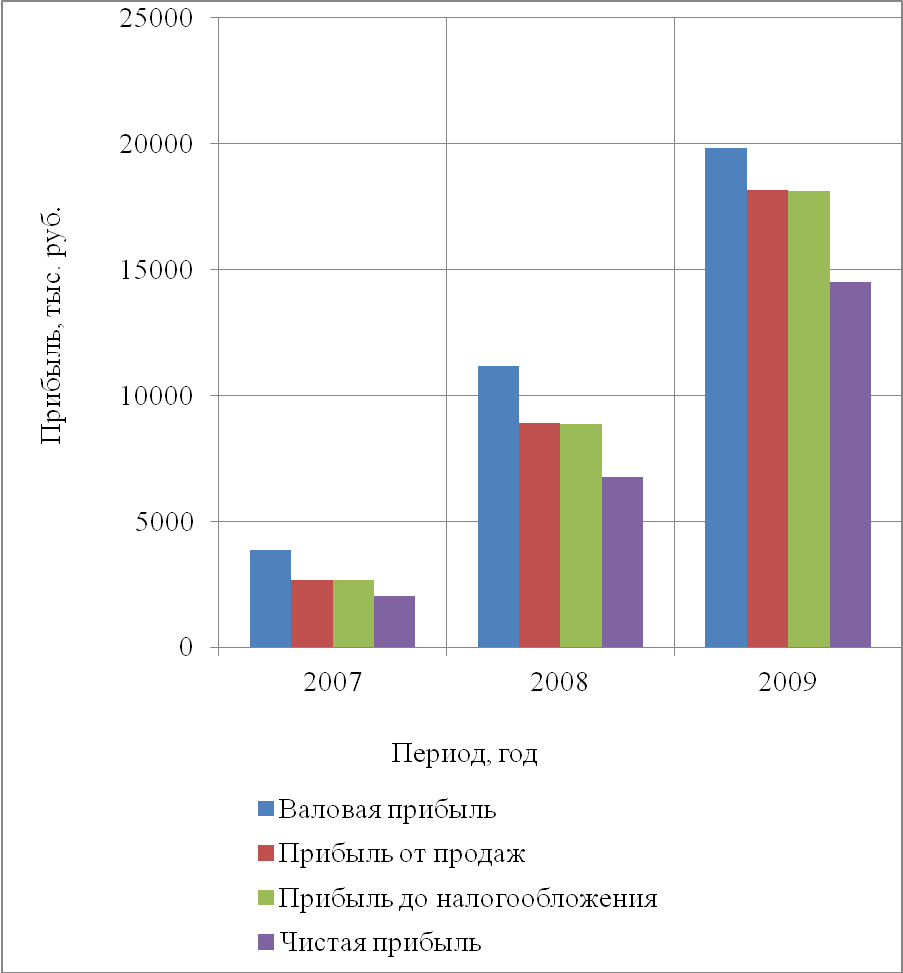 25000
20000
15000
10000
5000
0
Прибыль, тыс. руб.
2007 2008 2009
Период, год
Валовая прибыль
Прибыль от продаж
Прибыль до налогообложения
Чистая прибыль